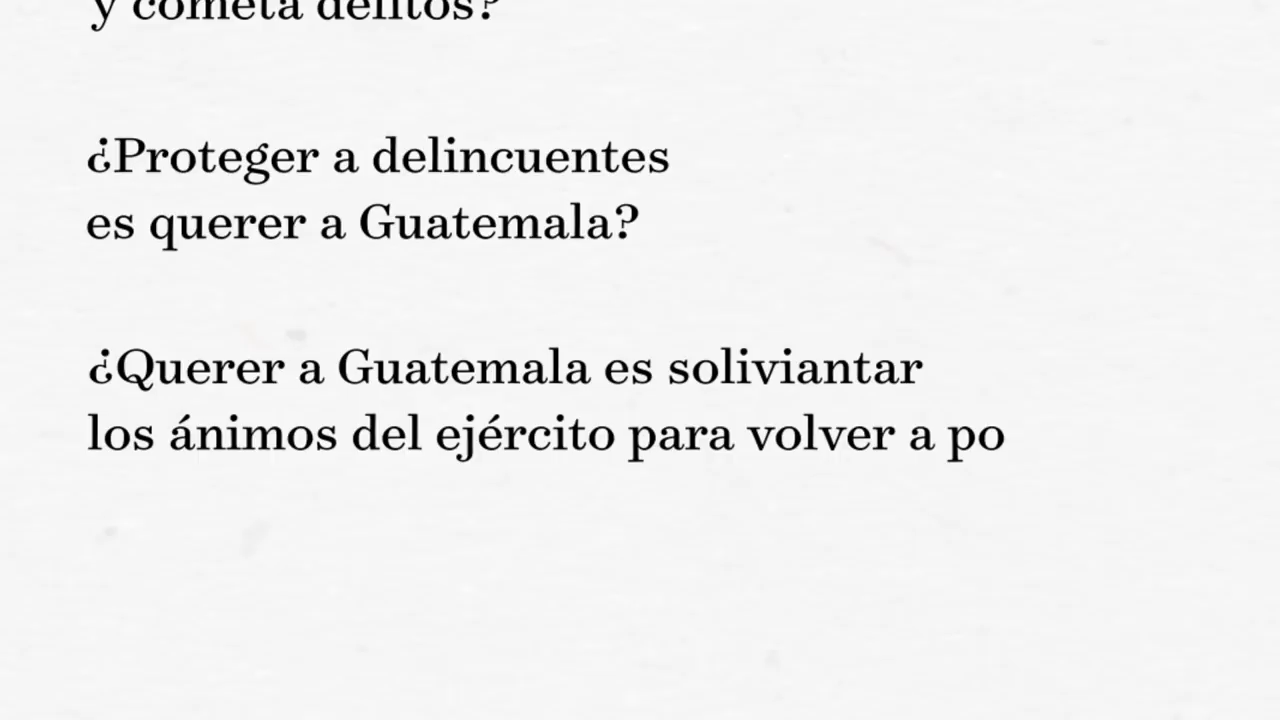 y cometa delitos?
¿Proteger a delincuentes
es querer a Guatemala?
¿Querer a Guatemala es soliviantar
los ánimos del ejército para volver a po